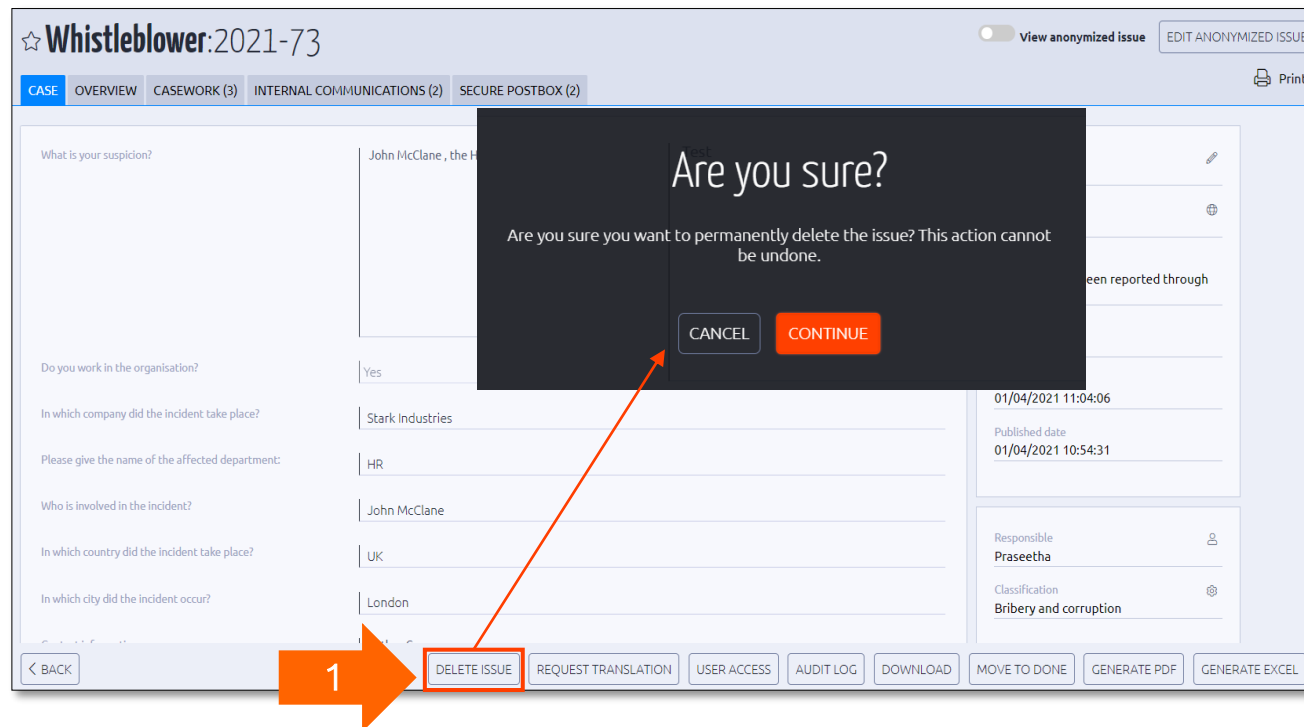 Whistleblower:2021-73
View anonymized issue
EDIT ANONYMIZED ISSUE
CASE
OVERVIEW
CASEWORK (3)
INTERNAL COMMUNICATIONS (2)
SECURE POSTBOX (2)
Print
What is your suspicion?
John McClane , the H
Test
Are you sure?
Are you sure you want to permanently delete the issue? This action cannot
be undone.
CANCEL
CONTINUE
een reported through
Do you work in the organisation?
Yes
In which company did the incident take place?
Stark Industries
Please give the name of the affected department:
HR
Who is involved in the incident?
John McClane
In which country did the incident take place?
UK
In which city did the incident occur?
London
01/04/2021 11:04:06
Published date
01/04/2021 10:54:31
Responsible
Praseetha
Classification
Bribery and corruption
< BACK
1
DELETE ISSUE
REQUEST TRANSLATION
USER ACCESS
AUDIT LOG
DOWNLOAD
MOVE TO DONE
GENERATE PDF
GENERATE EXCEL